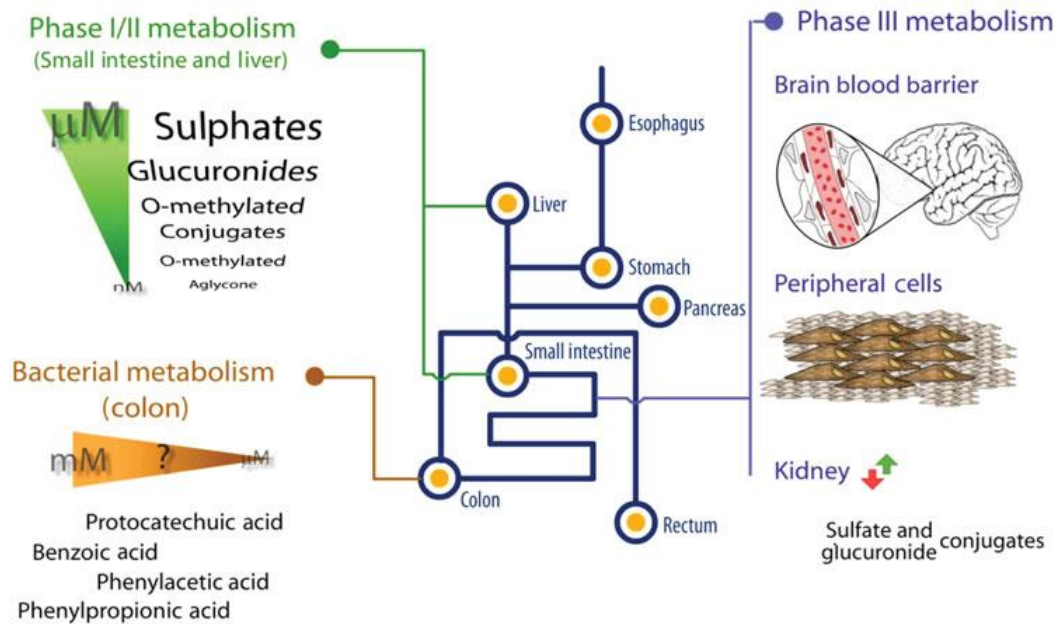 Phase I/II metabolism
(Small intestine and liver)
μM
Sulphates
Glucuronides
O-methylated
Conjugates
O-methylated
nM
Aglycone
Bacterial metabolism
(colon)
mM
?
μM
Protocatechuic acid
Benzoic acid
Phenylacetic acid
Phenylpropionic acid
Esophagus
Liver
Stomach
Pancreas
Small intestine
Colon
Rectum
Phase III metabolism
Brain blood barrier
Peripheral cells
Kidney
Sulfate and
glucuronide conjugates